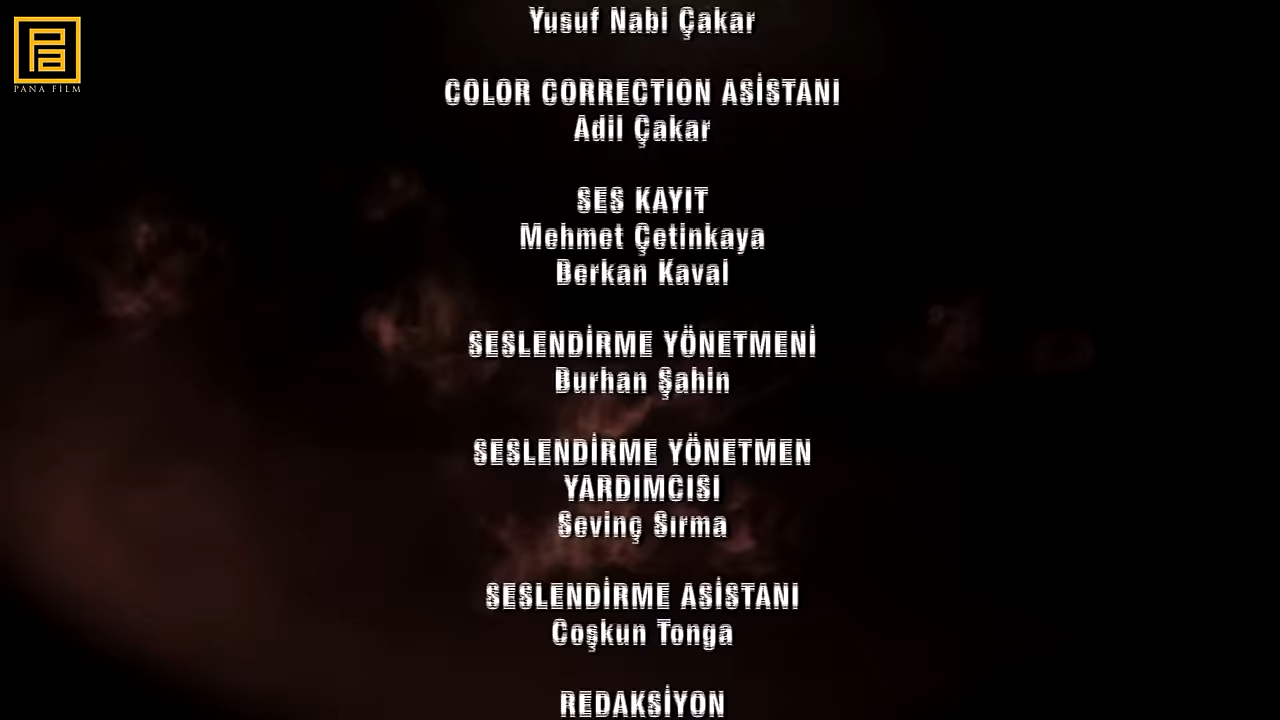 PANA FİLM
Yusuf Nabi Çakar
COLOR CORRECTION ASİSTANI
Adil Çakar
SES KAYIT
Mehmet Çetinkaya
Berkan Kaval
SESLENDİRME YÖNETMENİ
Burhan Şahin
SESLENDİRME YÖNETMEN
YARDIMCISI
Sevinç Sırma
SESLENDİRME ASİSTANI
Coşkun Tonga
REDAKSİYON